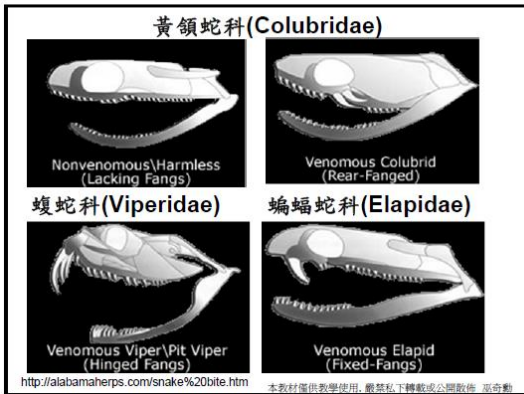 黃頷蛇科(Colubridae)
Nonvenomous\Harmless
(Lacking Fangs)
Venomous Colubrid
(Rear-Fanged)
蝮蛇科(Viperidae)
蝙蝠蛇科(Elapidae)
Venomous Viper\Pit Viper
(Hinged Fangs)
Venomous Elapid
(Fixed-Fangs)
http://alabamaherps.com/snake%20bite.htm
本教材僅供教學使用, 嚴禁私下轉載或公開散佈 巫奇勳